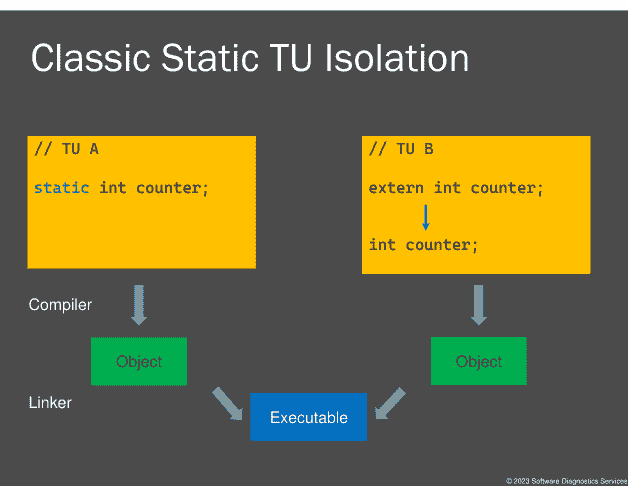 Classic Static TU Isolation
// TU A
static int counter;
// TU B
extern int counter;
int counter;
Compiler
Object
Object
Linker
Executable
© 2023 Software Diagnostics Services